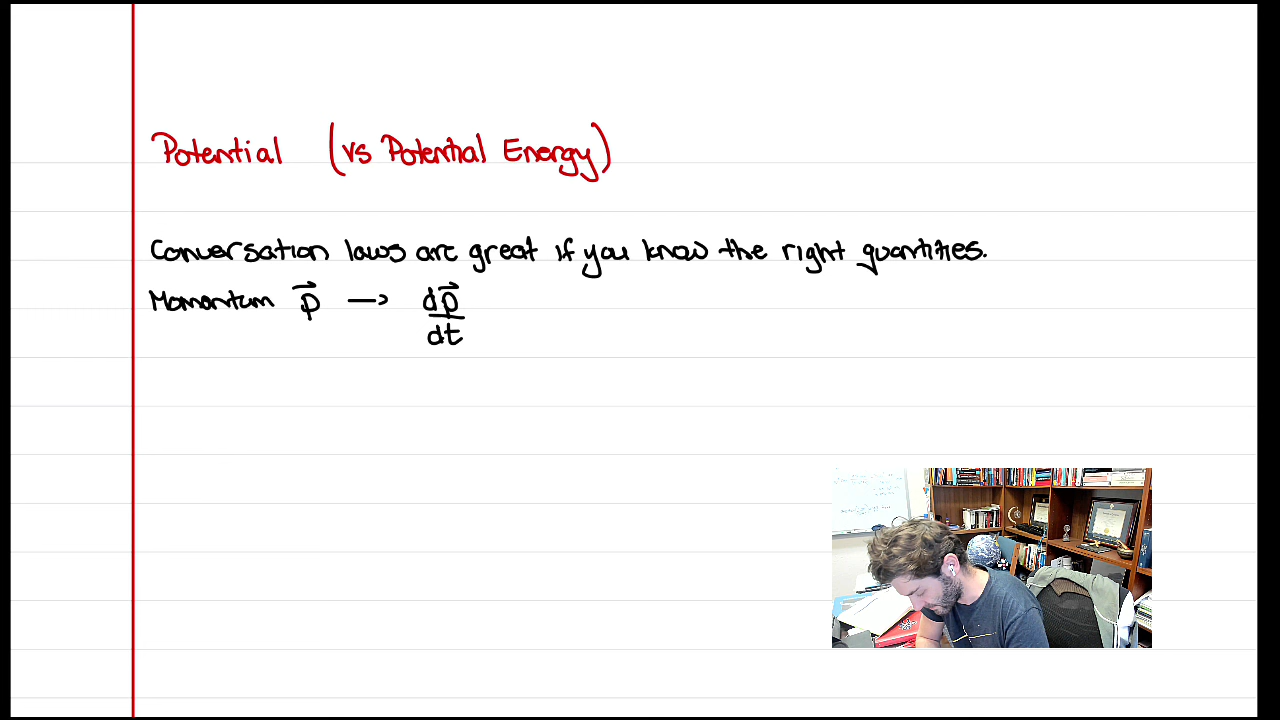 Potential (vs Potential Energy)
Conversation laws are great if you know the right quantities.
Momentum p⃗ → dp⃗/dt